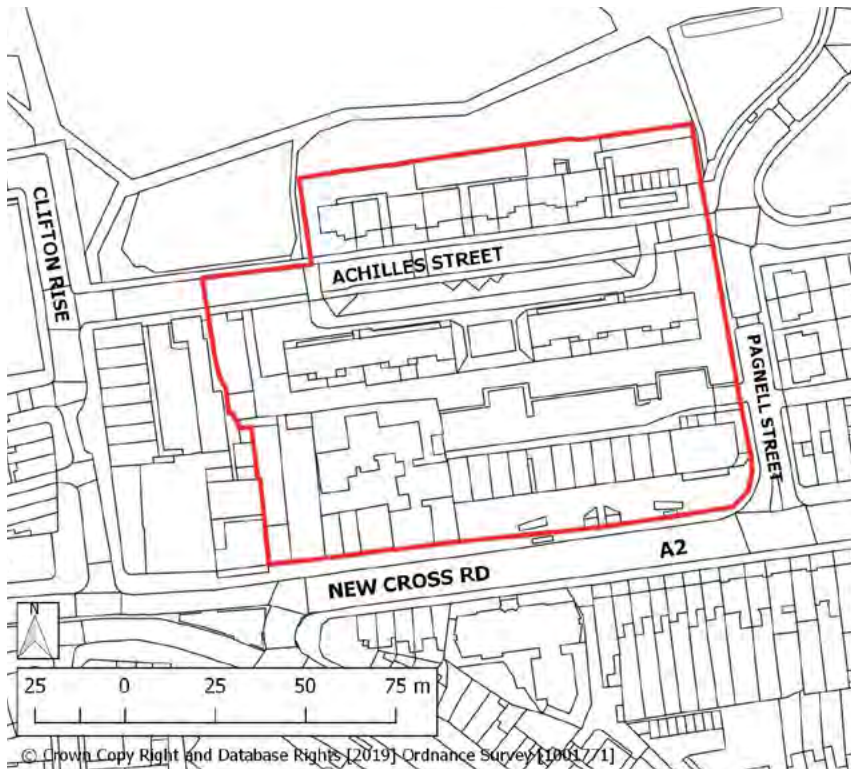 CLIFTON RISE
ACHILLES STREET
PAGNELL STREET
A2
NEW CROSS RD
N
25 0 25 50 75 m
© Crown Copy Right and Database Rights [2019] Ordnance Survey [1001771]